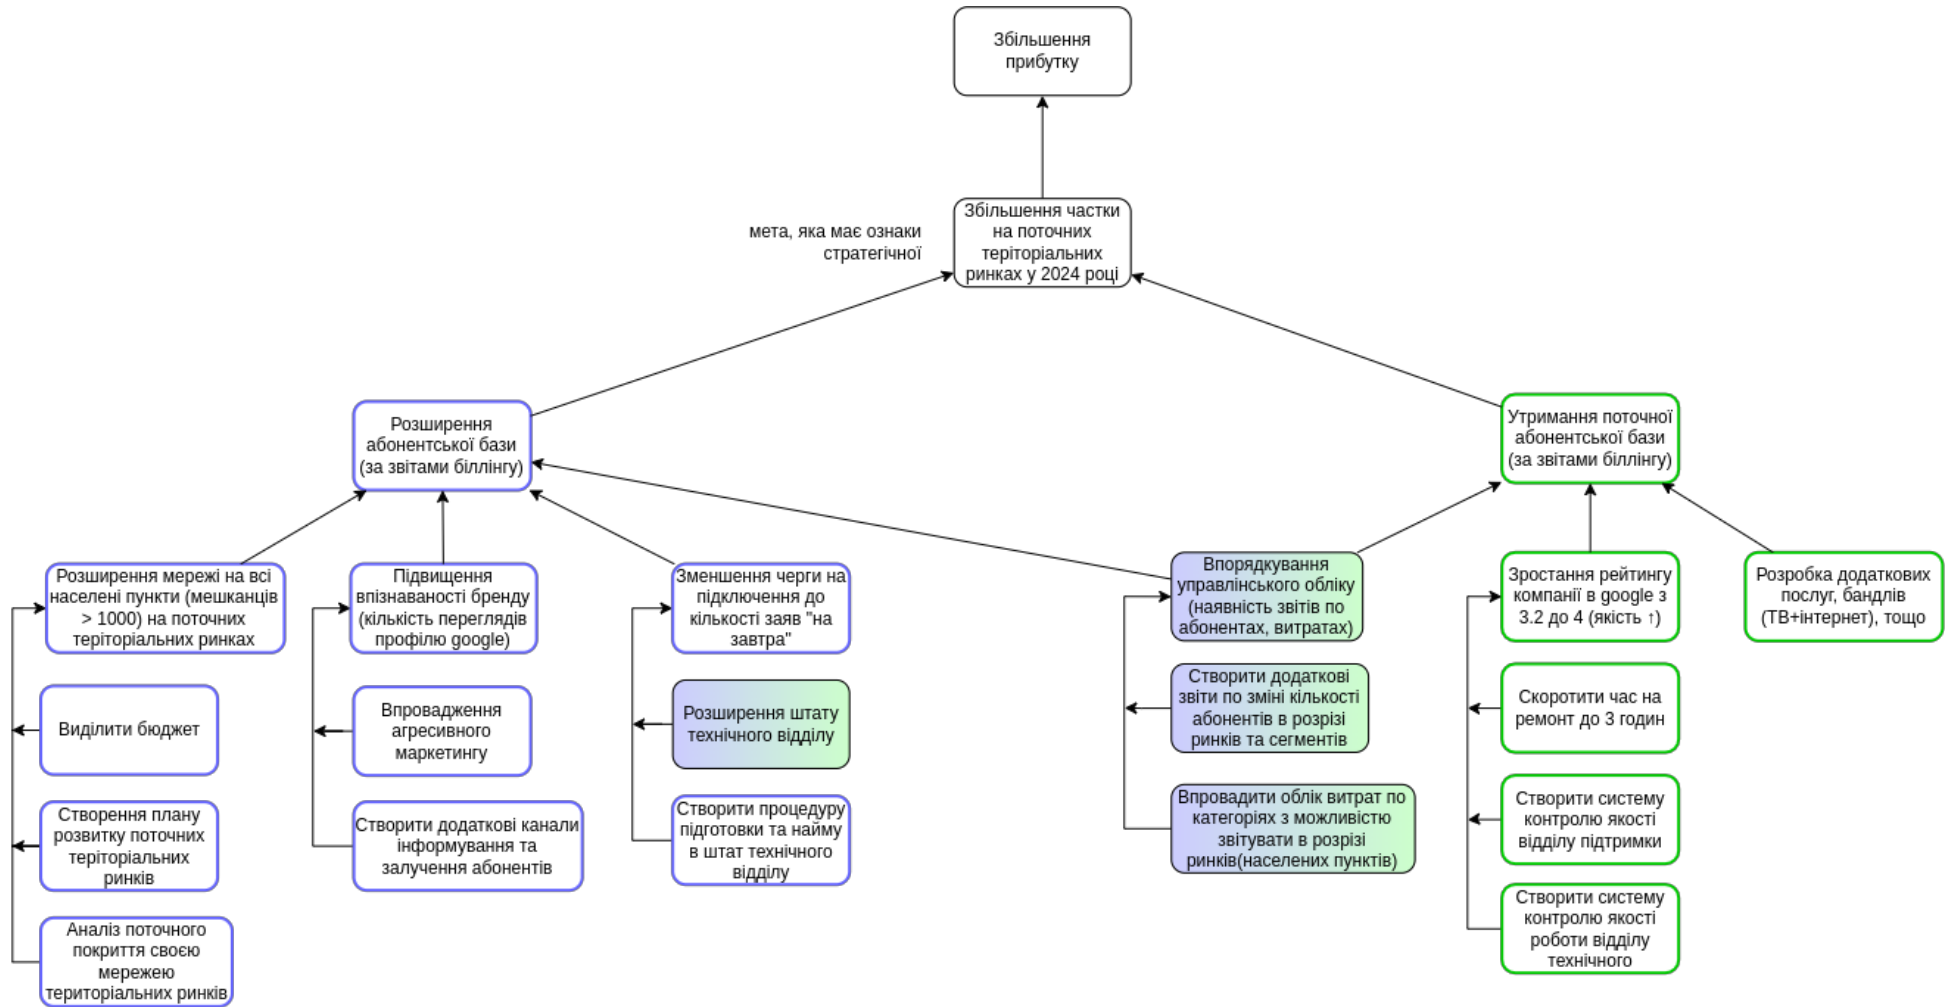 Збільшення
прибутку
мета, яка має ознаки
стратегічної
Збільшення частки
на поточних
теріторіальних
ринках у 2024 році
Розширення
абонентської бази
(за звітами біллінгу)
Утримання поточної
абонентської бази
(за звітами біллінгу)
Розширення мережі на всі
населені пункти (мешканців
> 1000) на поточних
теріторіальних ринках
Підвищення
впізнаваності бренду
(кількість переглядів
профілю google)
Зменшення черги на
підключення до
кількості заяв "на
завтра"
Впорядкування
управлінського обліку
(наявність звітів по
абонентах, витратах)
Зростання рейтингу
компанії в google з
3.2 до 4 (якість ↑)
Розробка додаткових
послуг, бандлів
(ТВ+інтернет), тощо
Виділити бюджет
Впровадження
агресивного
маркетингу
Розширення штату
технічного відділу
Створити додаткові
звіти по зміні кількості
абонентів в розрізі
ринків та сегментів
Скоротити час на
ремонт до 3 годин
Створення плану
розвитку поточних
теріторіальних
ринків
Створити додаткові канали
інформування та
залучення абонентів
Створити процедуру
підготовки та найму
в штат технічного
відділу
Впровадити облік витрат по
категоріях з можливістю
звітувати в розрізі
ринків(населених пунктів)
Створити систему
контролю якості
відділу підтримки
Аналіз поточного
покриття своєю
мережею
територіальних ринків
Створити систему
контролю якості
роботи відділу
технічного